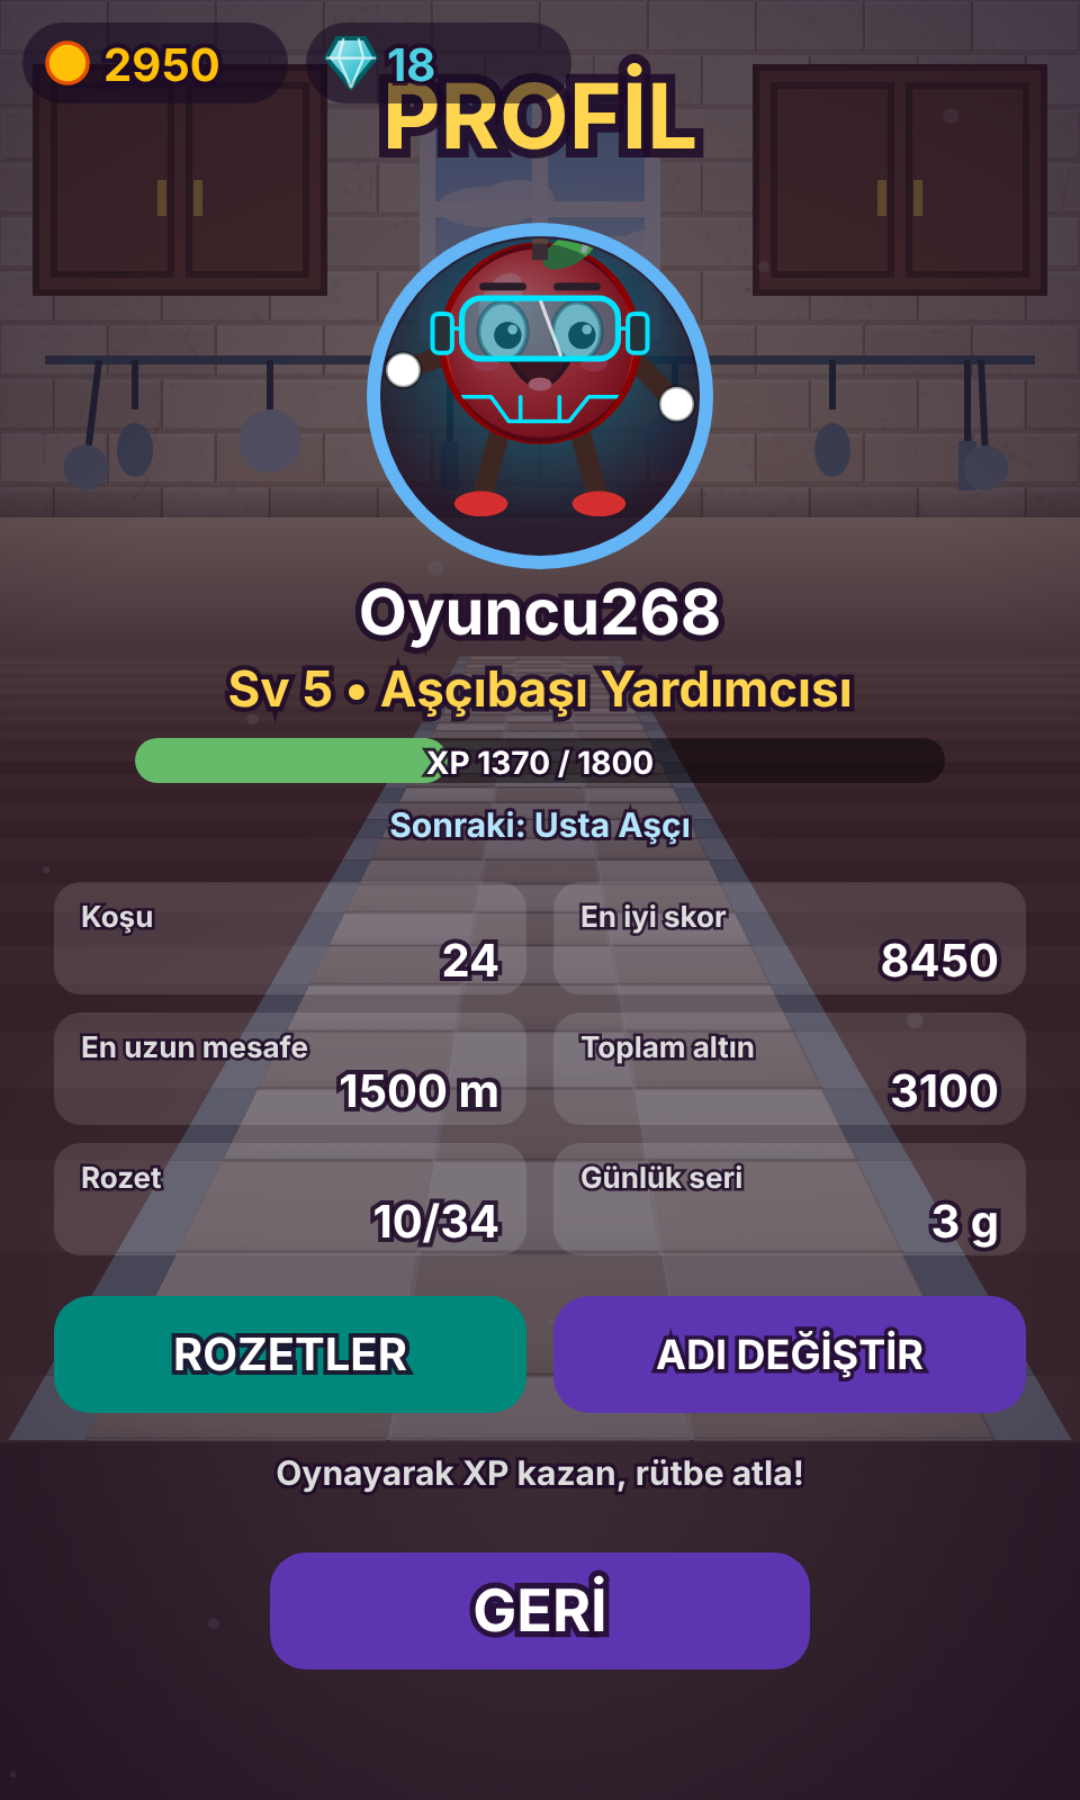 2950
18
PROFİL
Oyuncu268
Sv 5 • Aşçıbaşı Yardımcısı
XP 1370 / 1800
Sonraki: Usta Aşçı
Koşu
24
En iyi skor
8450
En uzun mesafe
1500 m
Toplam altın
3100
Rozet
10/34
Günlük seri
3 g
ROZETLER
ADI DEĞİŞTİR
Oynayarak XP kazan, rütbe atla!
GERİ